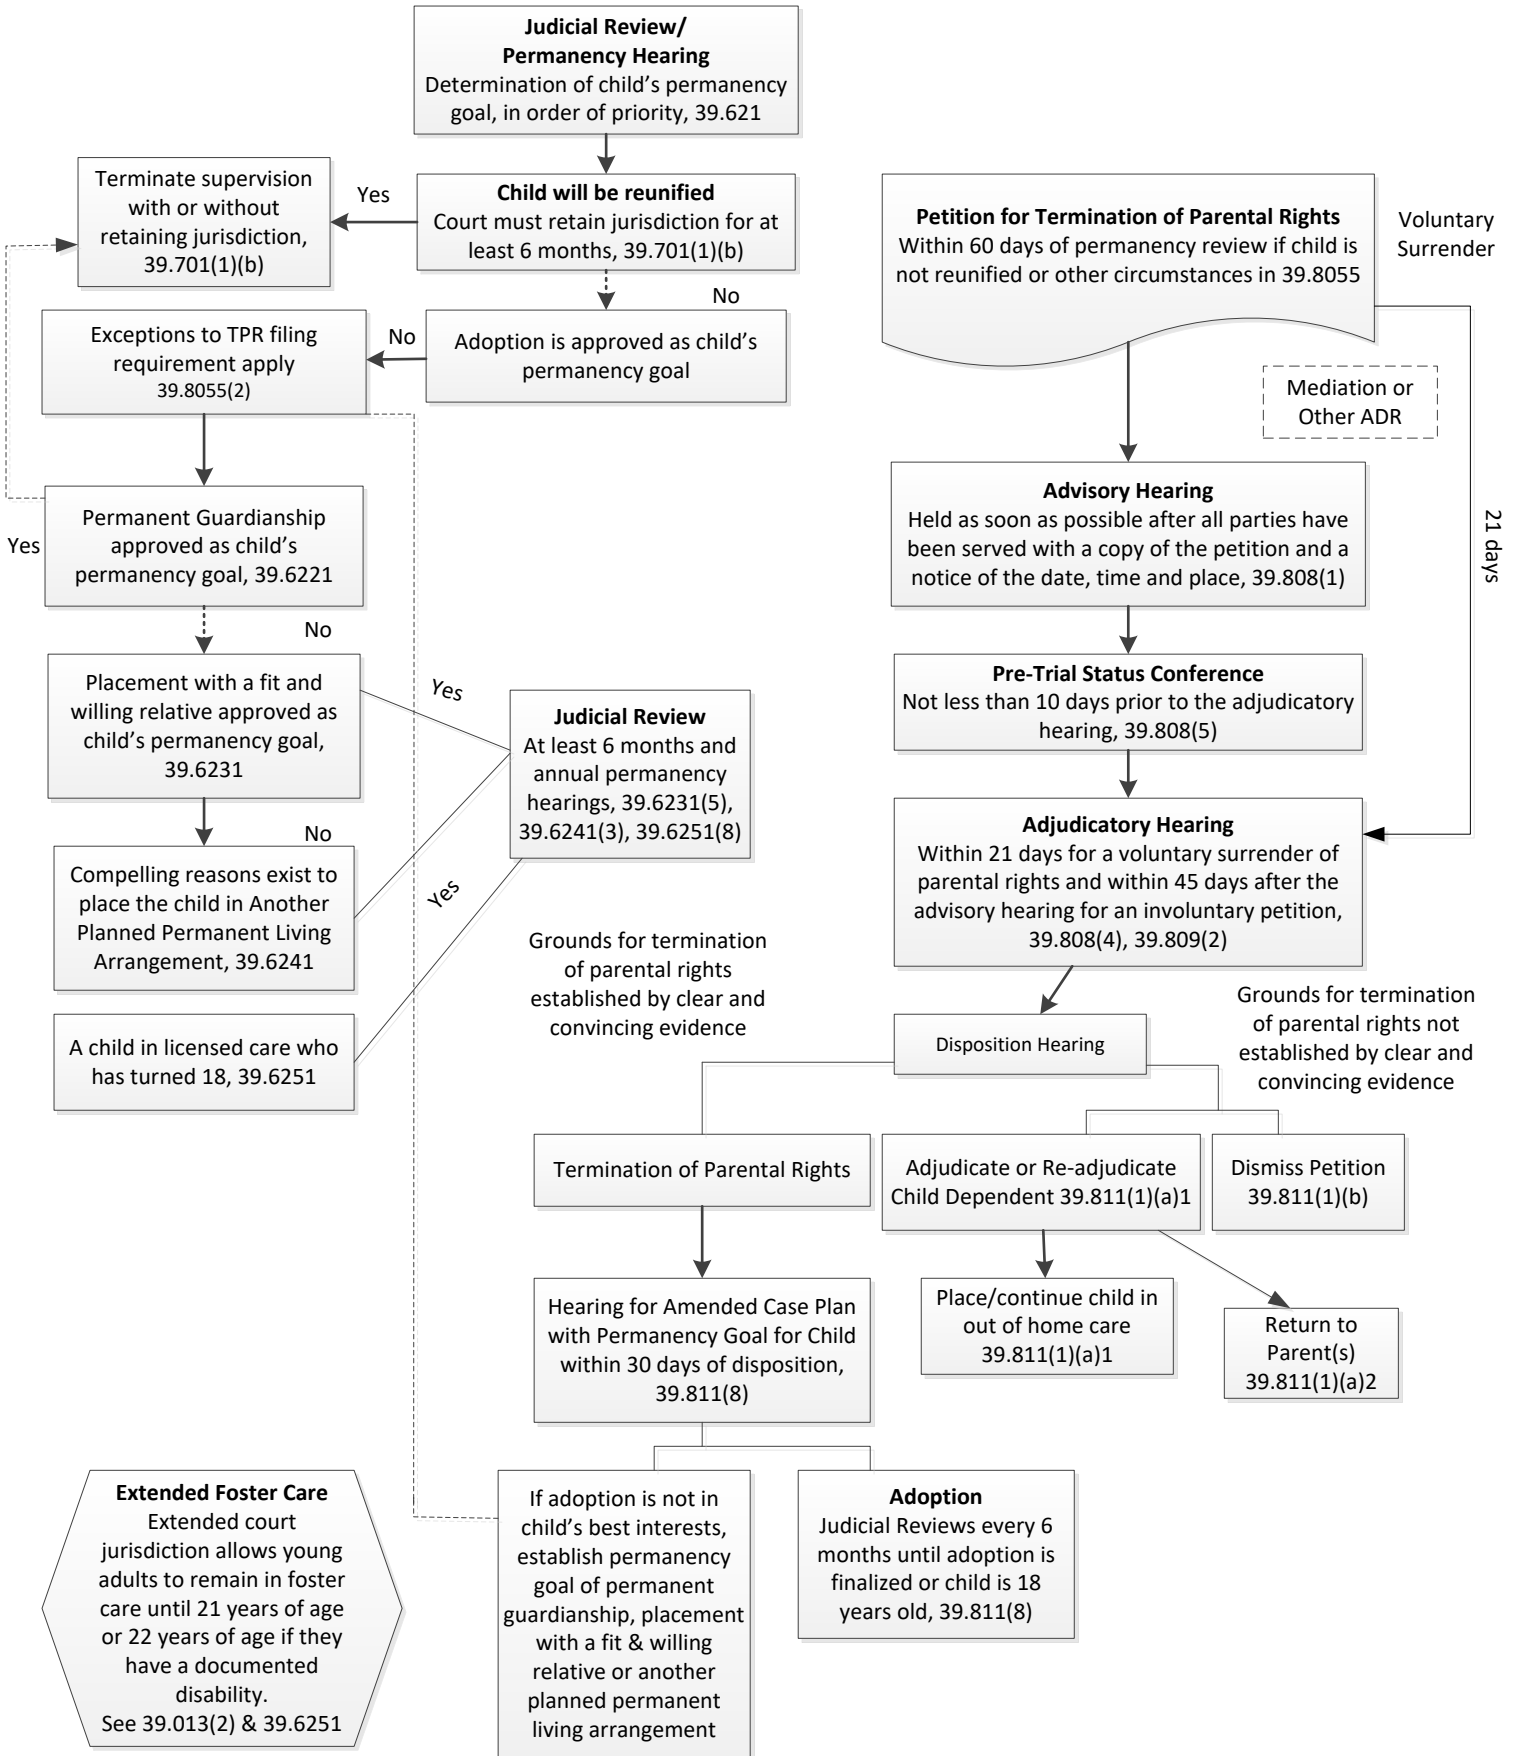 Judicial Review/
Permanency Hearing
Determination of child's permanency
goal, in order of priority, 39.621
Terminate supervision
with or without
retaining jurisdiction,
39.701(1)(b)
Yes
Child will be reunified
Court must retain jurisdiction for at
least 6 months, 39.701(1)(b)
No
Exceptions to TPR filing
requirement apply
39.8055(2)
No
Adoption is approved as child's
permanency goal
Yes
Permanent Guardianship
approved as child's
permanency goal, 39.6221
No
Placement with a fit and
willing relative approved as
child's permanency goal,
39.6231
Yes
No
Compelling reasons exist to
place the child in Another
Planned Permanent Living
Arrangement, 39.6241
Yes
A child in licensed care who
has turned 18, 39.6251
Judicial Review
At least 6 months and
annual permanency
hearings, 39.6231(5),
39.6241(3), 39.6251(8)
Petition for Termination of Parental Rights
Within 60 days of permanency review if child is
not reunified or other circumstances in 39.8055
Voluntary
Surrender
Mediation or
Other ADR
21 days
Advisory Hearing
Held as soon as possible after all parties have
been served with a copy of the petition and a
notice of the date, time and place, 39.808(1)
Pre-Trial Status Conference
Not less than 10 days prior to the adjudicatory
hearing, 39.808(5)
Adjudicatory Hearing
Within 21 days for a voluntary surrender of
parental rights and within 45 days after the
advisory hearing for an involuntary petition,
39.808(4), 39.809(2)
Grounds for termination
of parental rights
established by clear and
convincing evidence
Disposition Hearing
Grounds for termination
of parental rights not
established by clear and
convincing evidence
Termination of Parental Rights
Adjudicate or Re-adjudicate
Child Dependent 39.811(1)(a)1
Dismiss Petition
39.811(1)(b)
Hearing for Amended Case Plan
with Permanency Goal for Child
within 30 days of disposition,
39.811(8)
Place/continue child in
out of home care
39.811(1)(a)1
Return to
Parent(s)
39.811(1)(a)2
Extended Foster Care
Extended court
jurisdiction allows young
adults to remain in foster
care until 21 years of age
or 22 years of age if they
have a documented
disability.
See 39.013(2) & 39.6251
If adoption is not in
child's best interests,
establish permanency
goal of permanent
guardianship, placement
with a fit & willing
relative or another
planned permanent
living arrangement
Adoption
Judicial Reviews every 6
months until adoption is
finalized or child is 18
years old, 39.811(8)